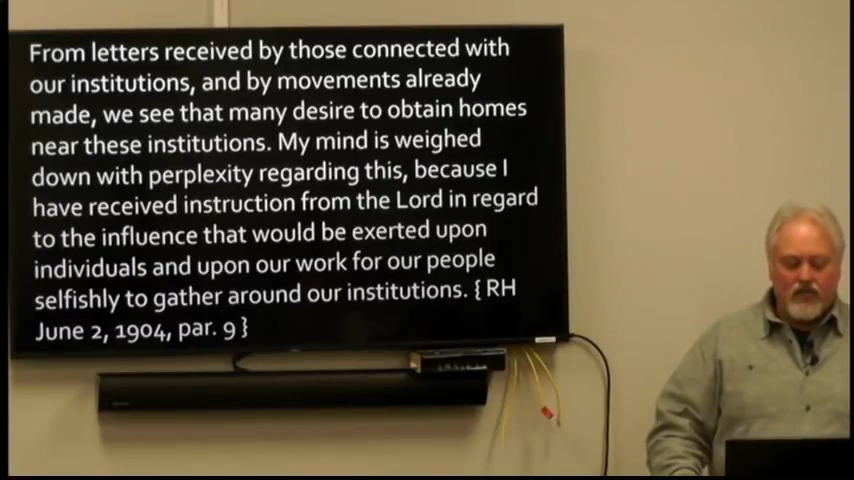 From letters received by those connected with
our institutions, and by movements already
made, we see that many desire to obtain homes
near these institutions. My mind is weighed
down with perplexity regarding this, because I
have received instruction from the Lord in regard
to the influence that would be exerted upon
individuals and upon our work for our people
selfishly to gather around our institutions. { RH
June 2, 1904, par. 9 }